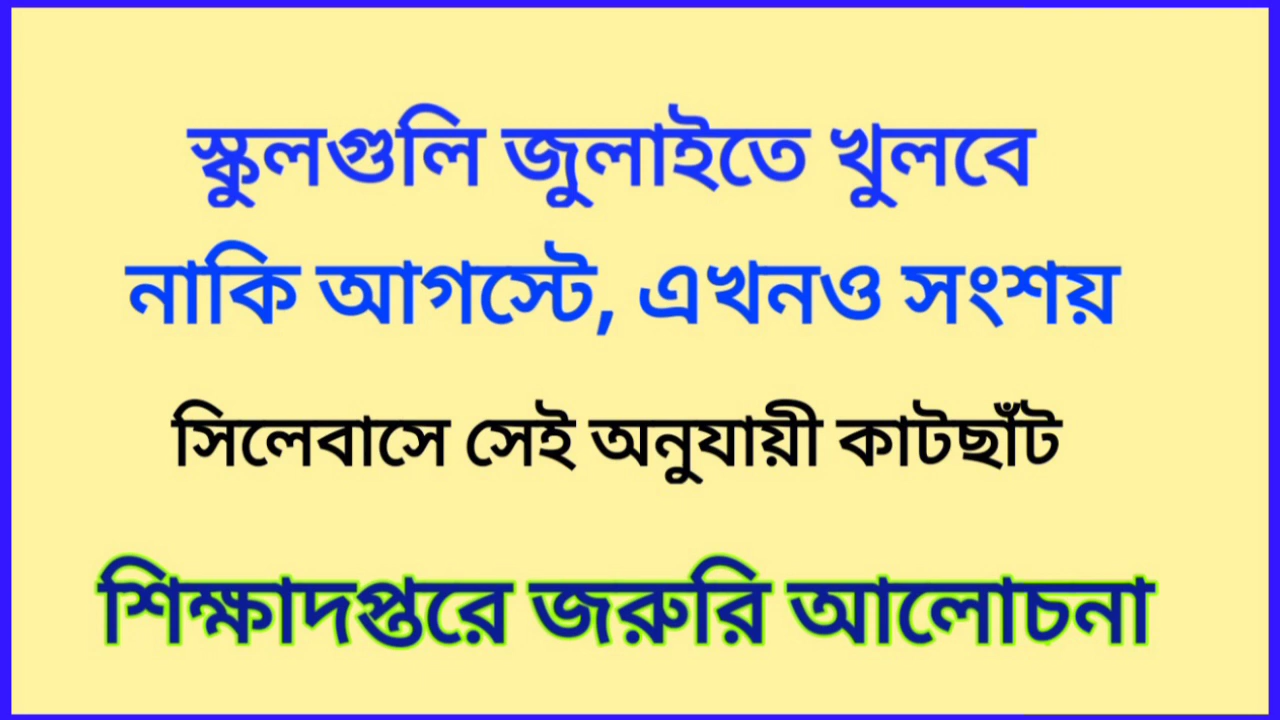 স্কুলগুলি জুলাইতে খুলবে
নাকি আগস্টে, এখনও সংশয়
সিলেবাসে সেই অনুযায়ী কাটছাঁট
শিক্ষাদপ্তরে জরুরি আলোচনা